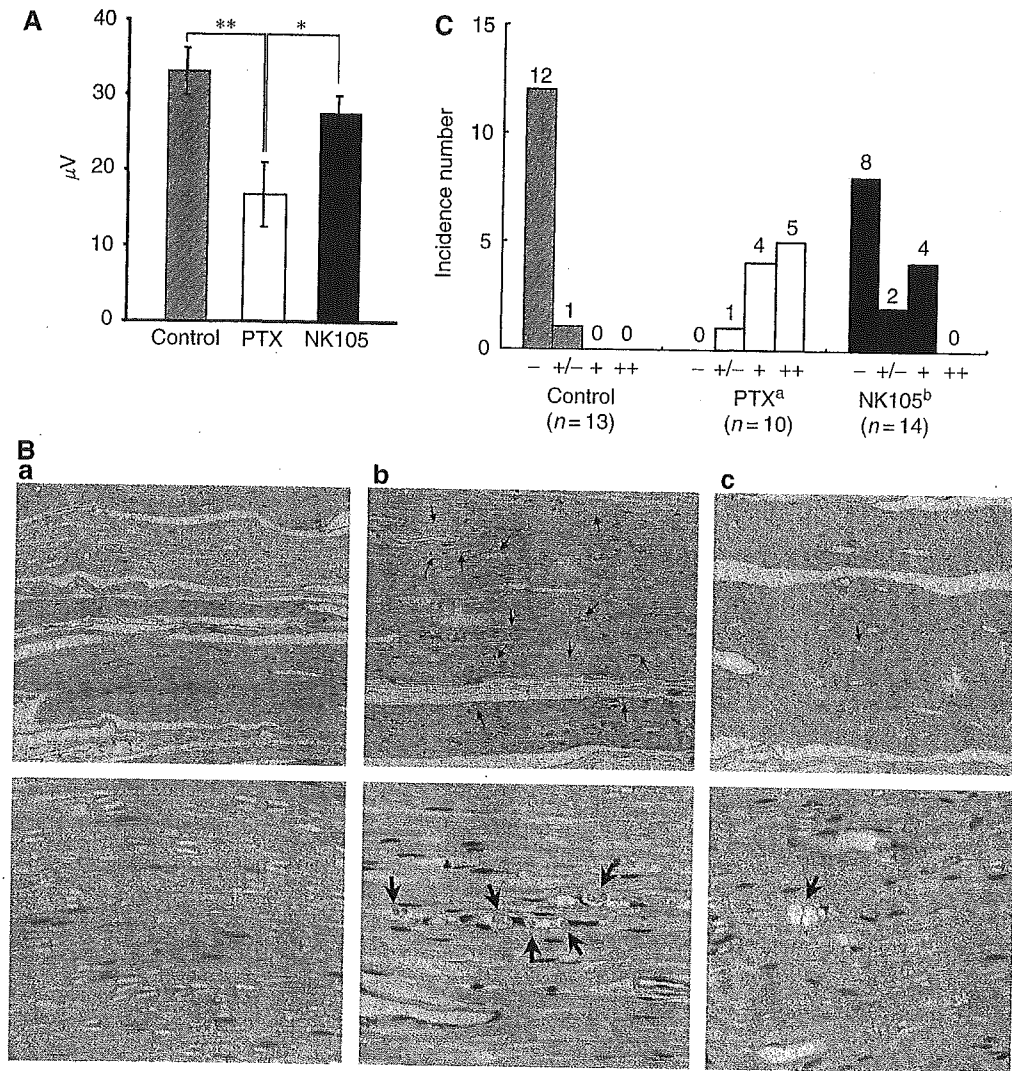 A
40
30
20
10
0
μV
**
*
Control PTX NK105
C
15
10
5
0
Incidence number
12
1
0 0
0
1
4
5
8
2
4
0
– +/– + ++
Control
(n=13)
– +/– + ++
PTXa
(n=10)
– +/– + ++
NK105b
(n=14)
B
a
b
c